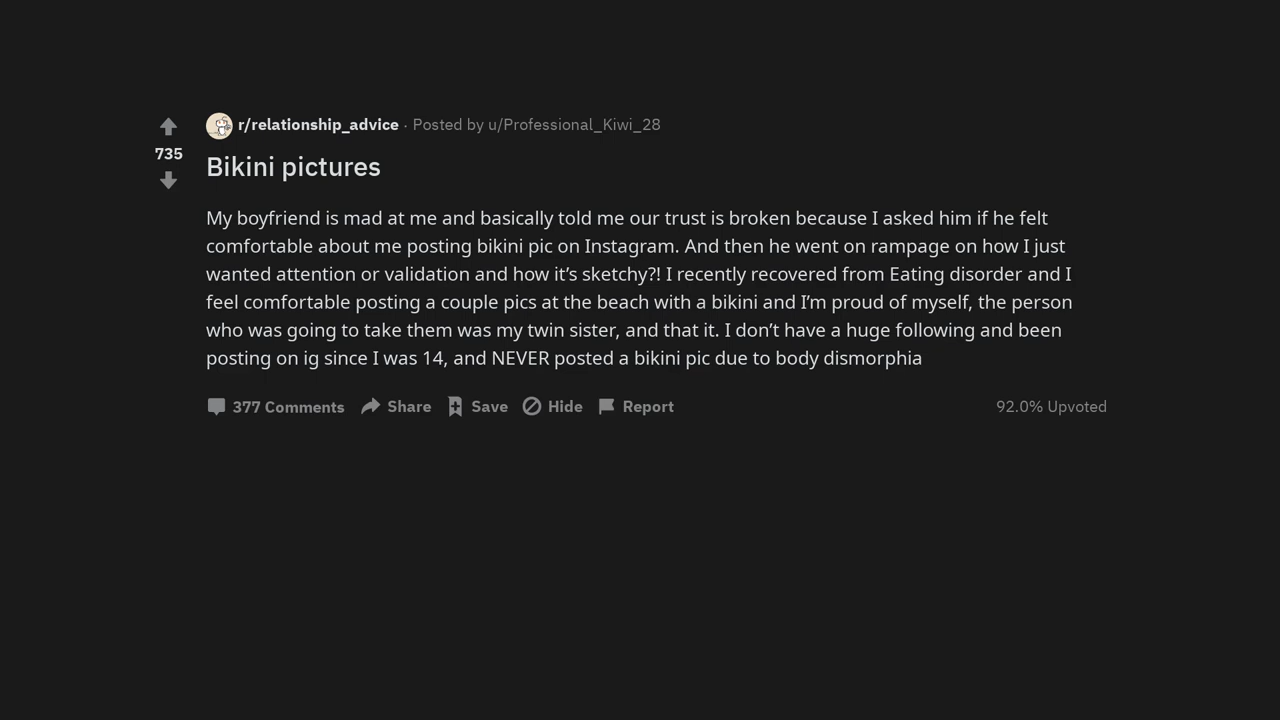 r/relationship_advice · Posted by u/Professional_Kiwi_28
735
Bikini pictures
My boyfriend is mad at me and basically told me our trust is broken because I asked him if he felt
comfortable about me posting bikini pic on Instagram. And then he went on rampage on how I just
wanted attention or validation and how it’s sketchy?! I recently recovered from Eating disorder and I
feel comfortable posting a couple pics at the beach with a bikini and I’m proud of myself, the person
who was going to take them was my twin sister, and that it. I don’t have a huge following and been
posting on ig since I was 14, and NEVER posted a bikini pic due to body dismorphia
377 Comments Share Save Hide Report 92.0% Upvoted